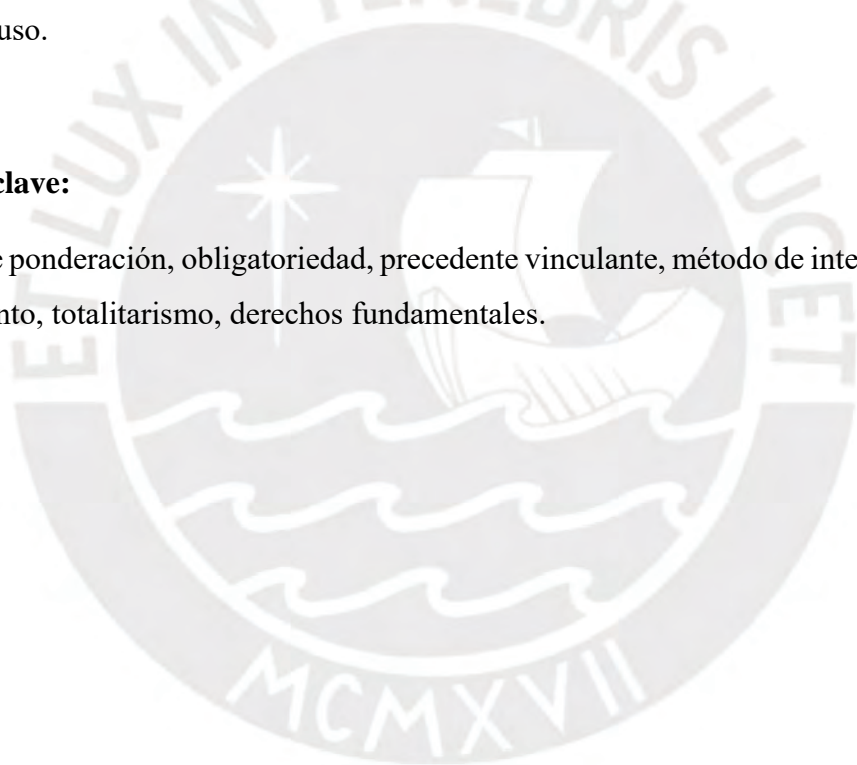 uso.
clave:
e ponderación, obligatoriedad, precedente vinculante, método de inte
nto, totalitarismo, derechos fundamentales.
ET LUX IN TENEBRIS LUCET
MCMXVII